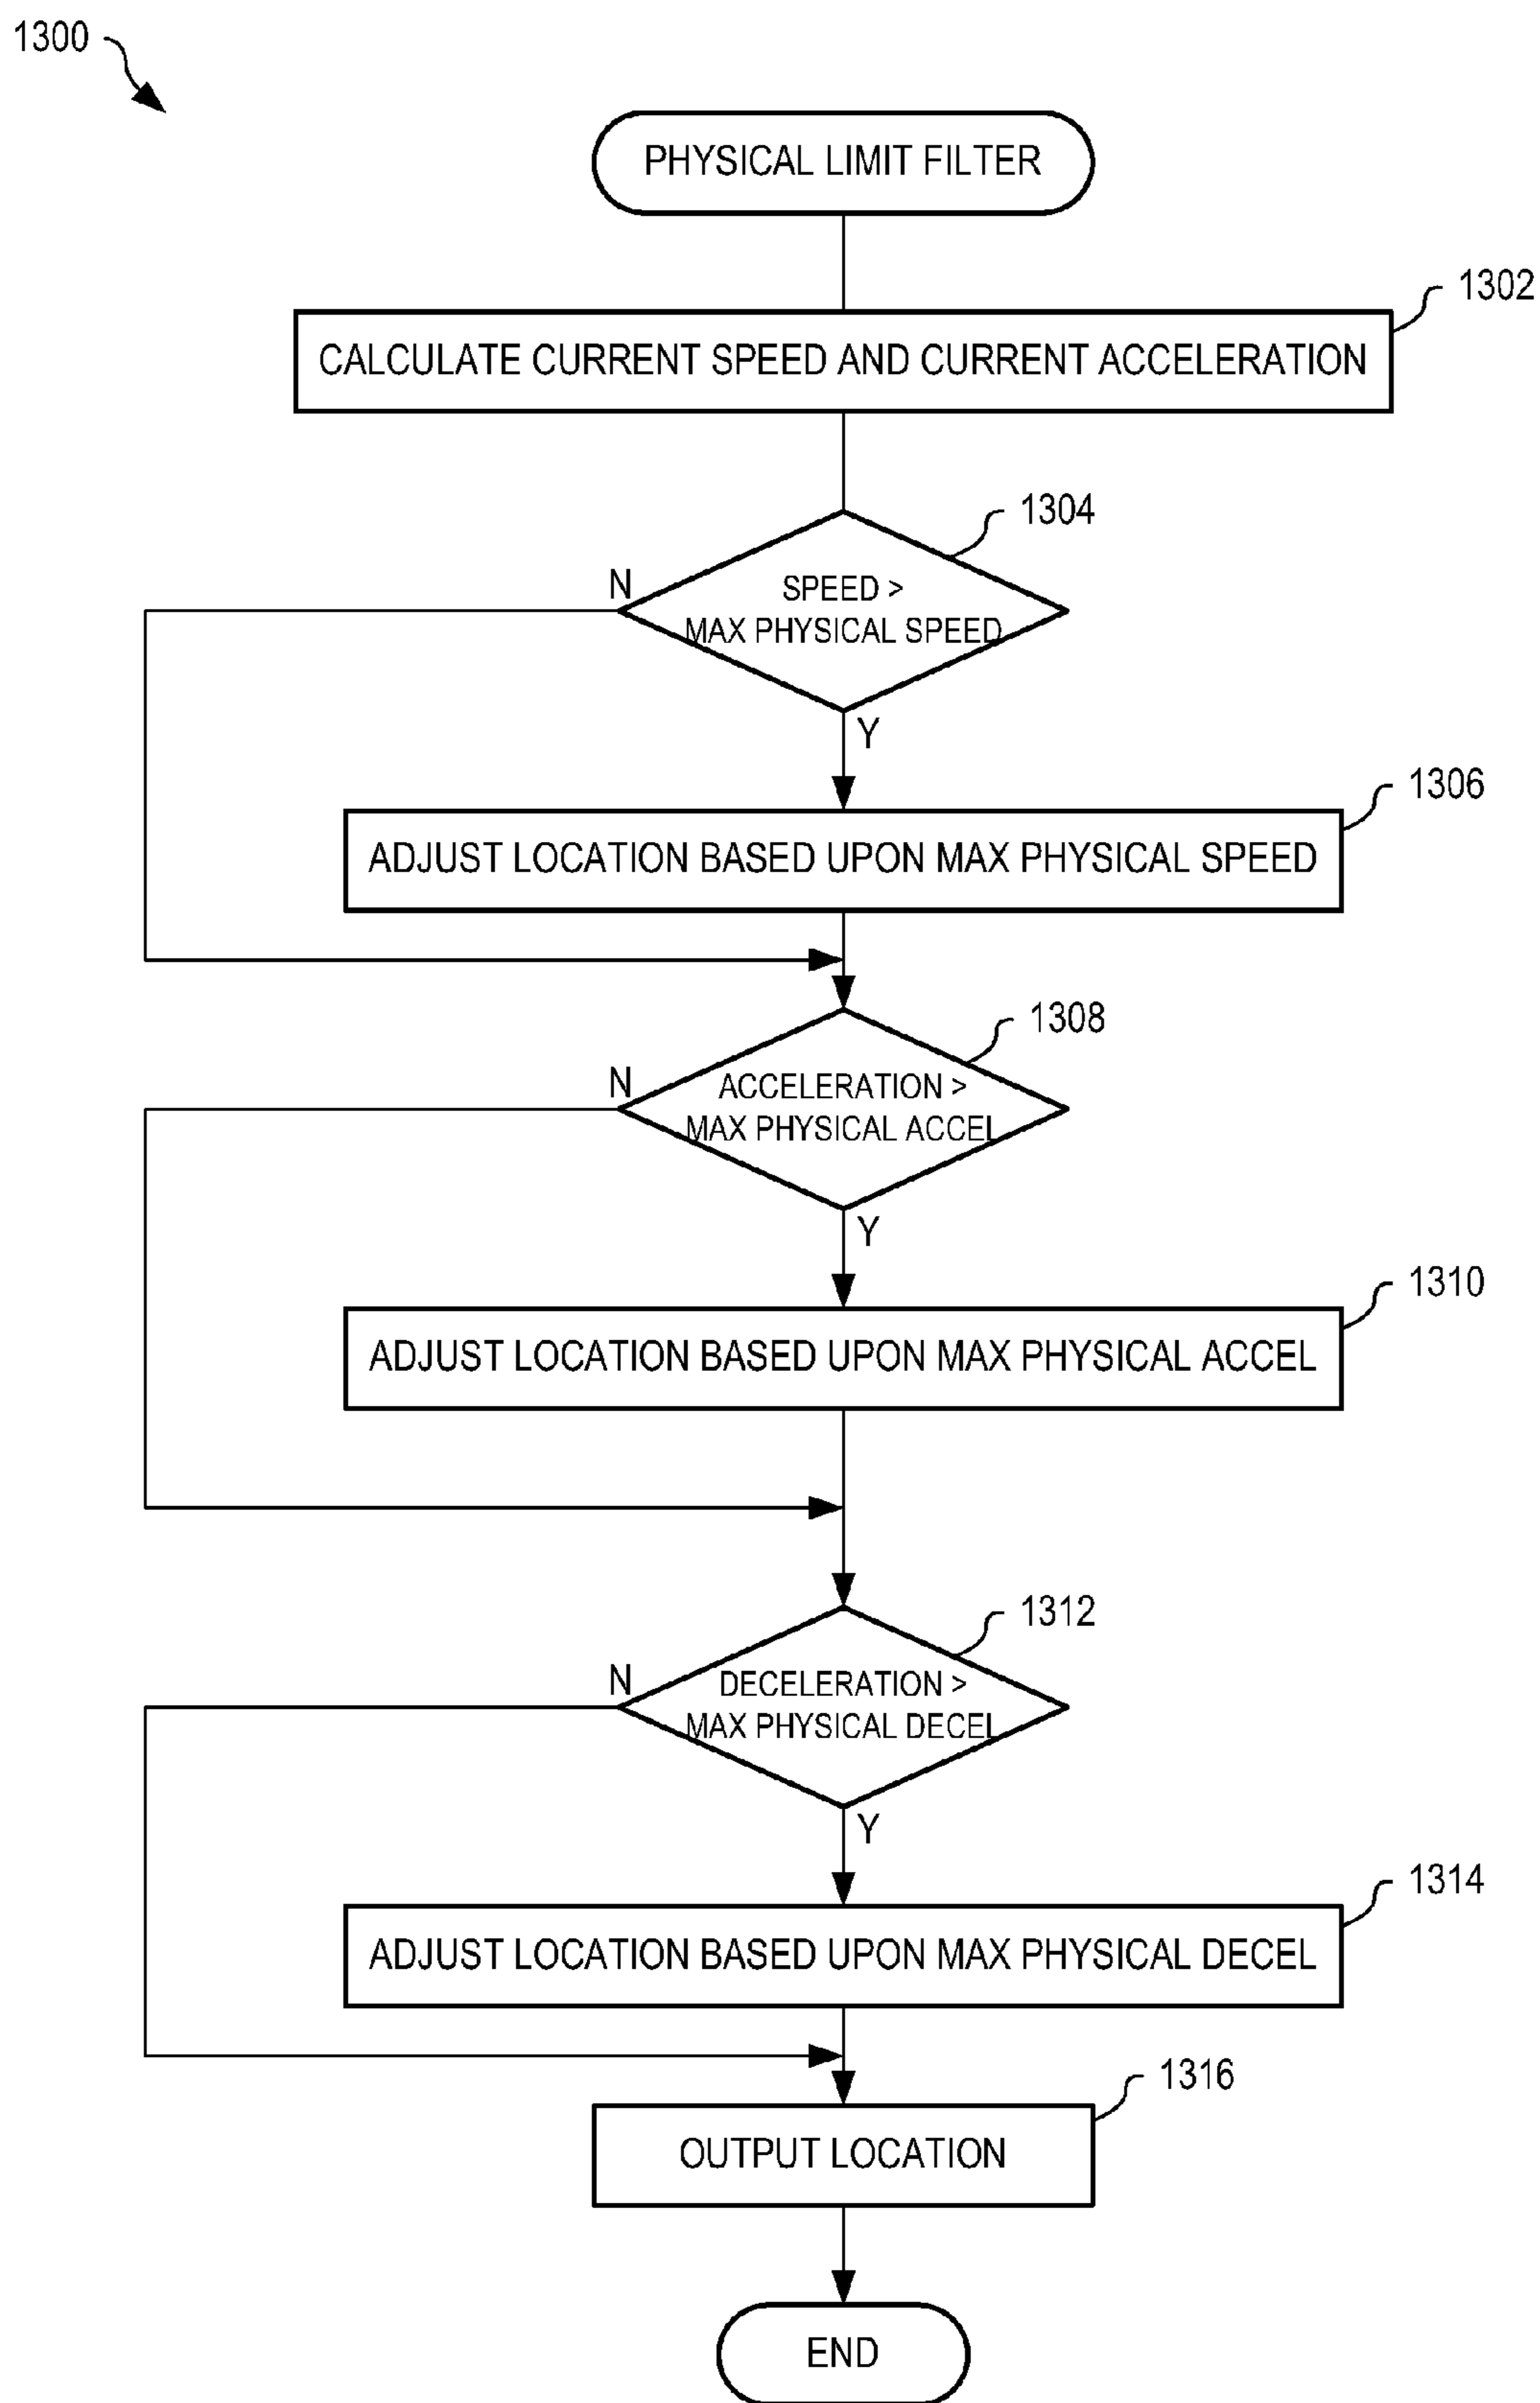 1300
PHYSICAL LIMIT FILTER
1302
CALCULATE CURRENT SPEED AND CURRENT ACCELERATION
1304
N
SPEED >
MAX PHYSICAL SPEED
Y
1306
ADJUST LOCATION BASED UPON MAX PHYSICAL SPEED
1308
N
ACCELERATION >
MAX PHYSICAL ACCEL
Y
1310
ADJUST LOCATION BASED UPON MAX PHYSICAL ACCEL
1312
N
DECELERATION >
MAX PHYSICAL DECEL
Y
1314
ADJUST LOCATION BASED UPON MAX PHYSICAL DECEL
1316
OUTPUT LOCATION
END